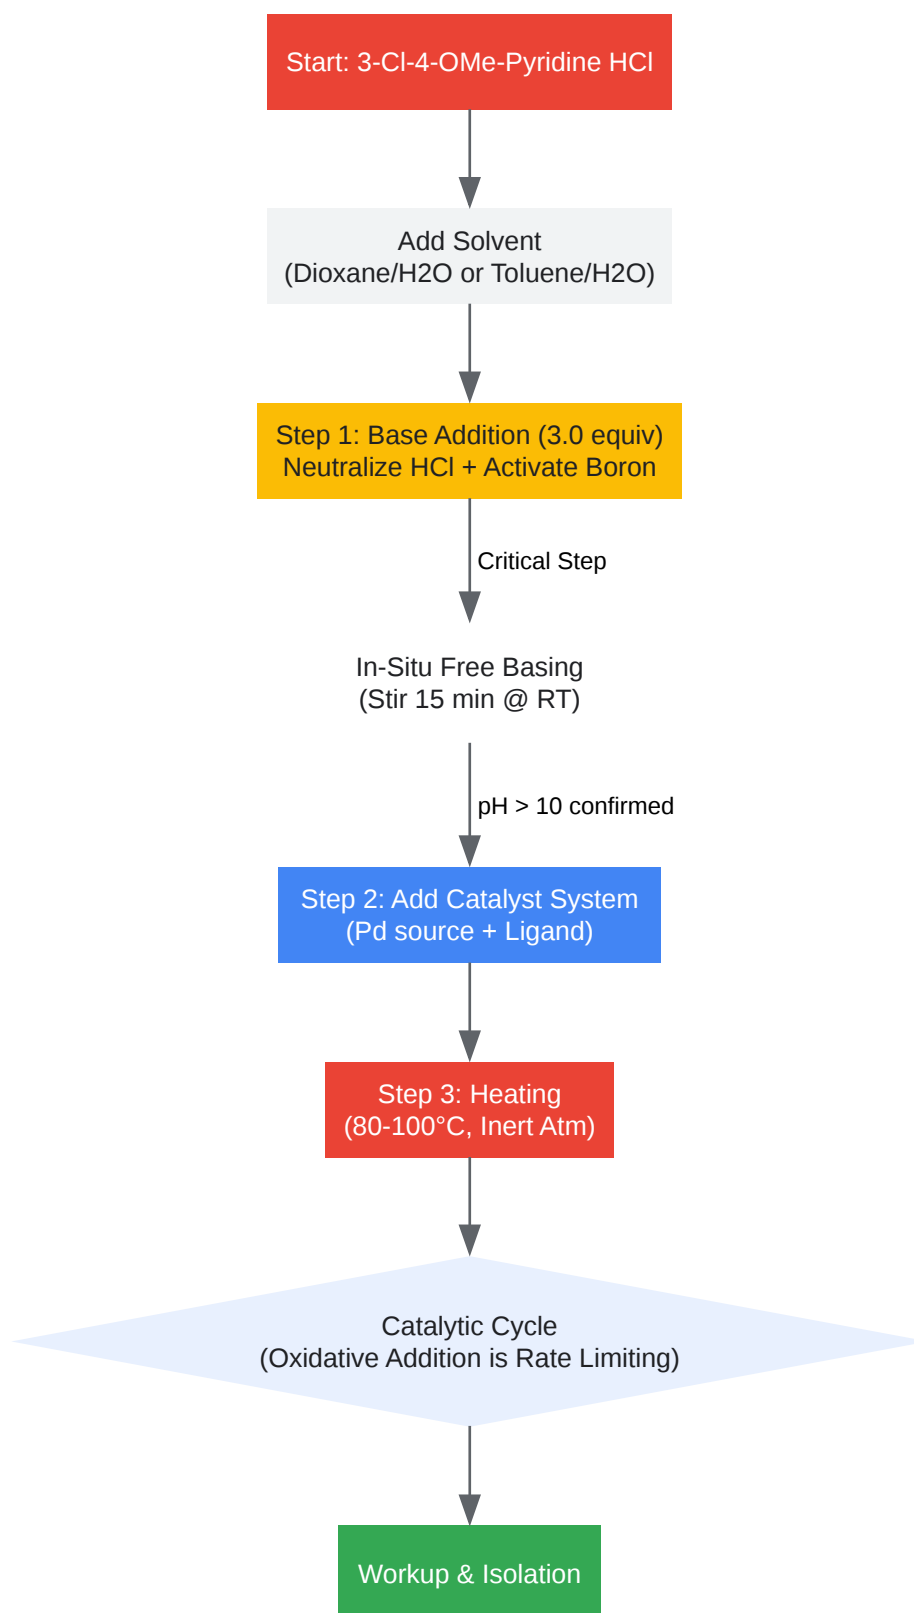 Start: 3-Cl-4-OMe-Pyridine HCl
Add Solvent
(Dioxane/H2O or Toluene/H2O)
Step 1: Base Addition (3.0 equiv)
Neutralize HCl + Activate Boron
Critical Step
In-Situ Free Basing
(Stir 15 min @ RT)
pH > 10 confirmed
Step 2: Add Catalyst System
(Pd source + Ligand)
Step 3: Heating
(80-100°C, Inert Atm)
Catalytic Cycle
(Oxidative Addition is Rate Limiting)
Workup & Isolation